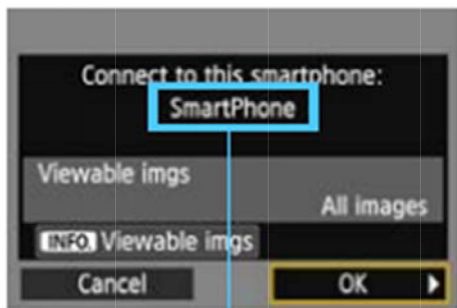 Connect to this smartphone:
SmartPhone
Viewable imgs
All images
INFO. Viewable imgs
Cancel
OK